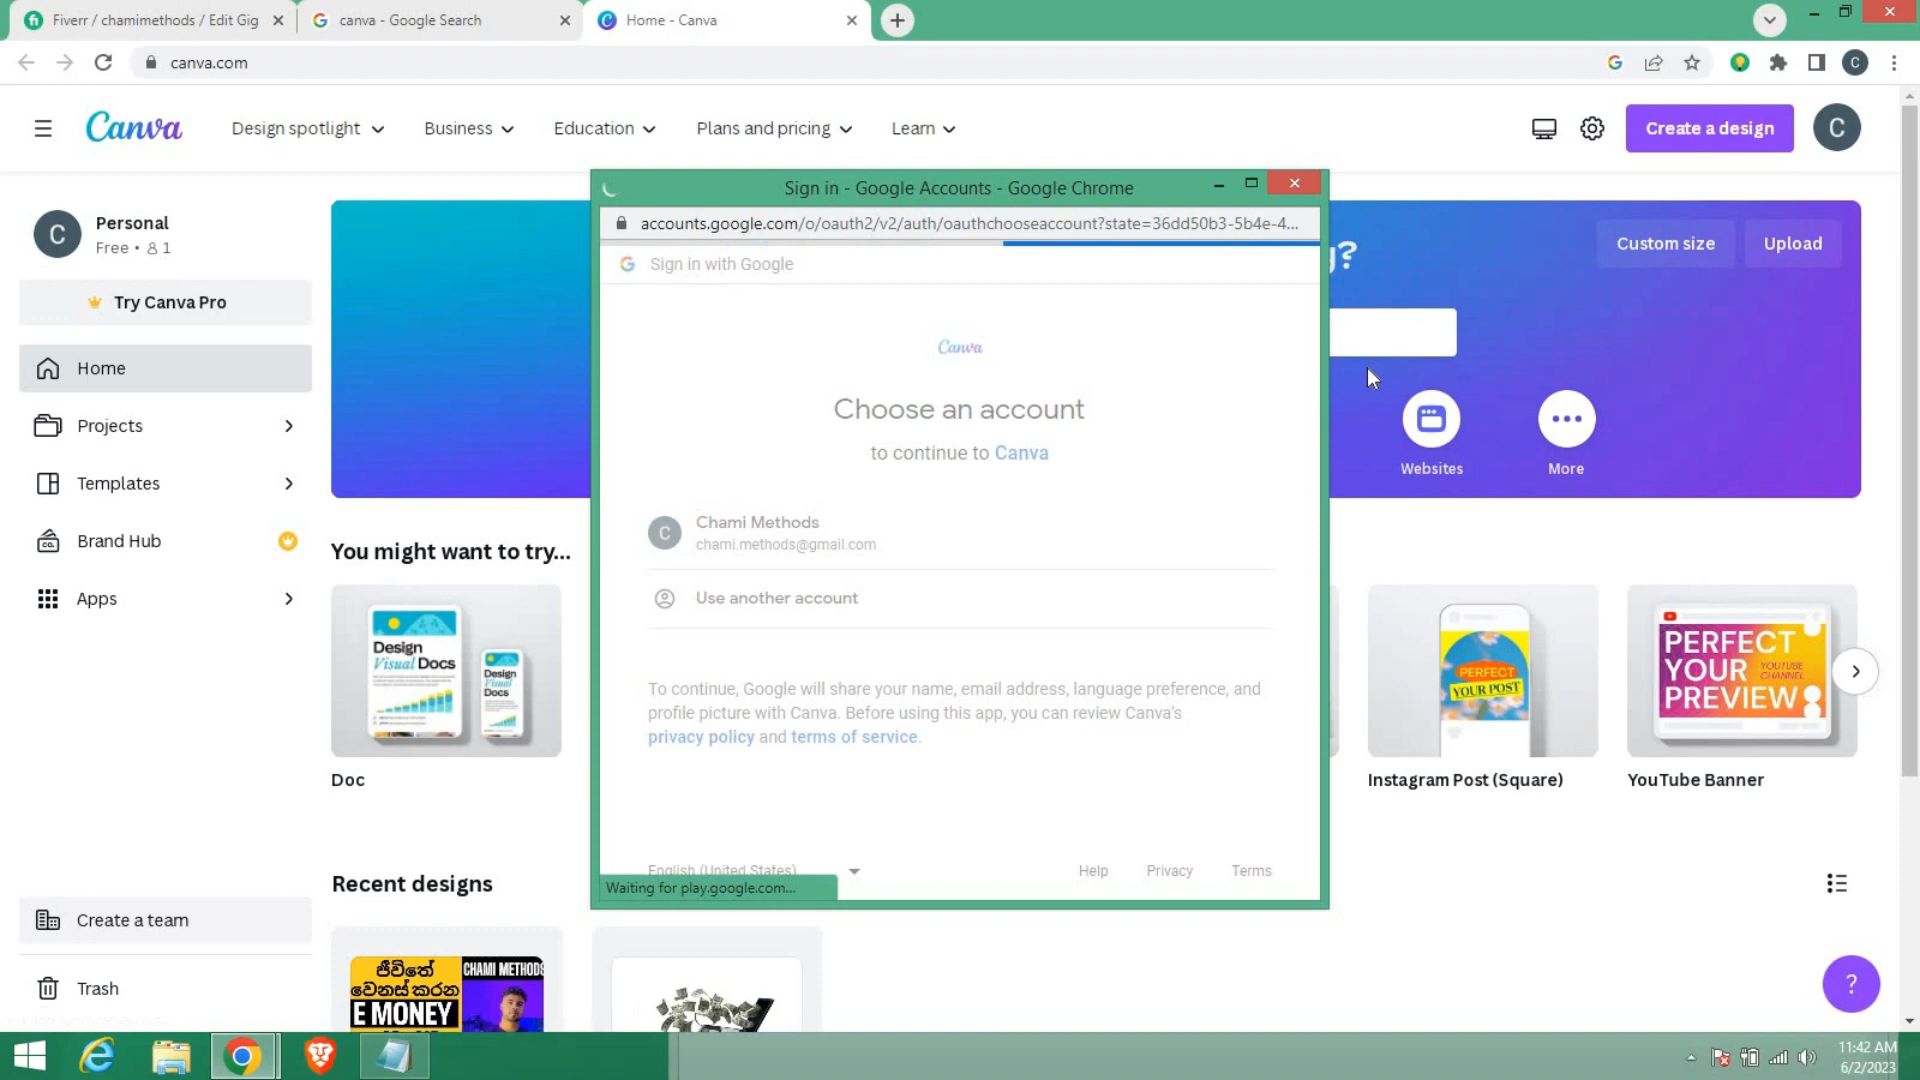 Fiverr / chamimethods / Edit Gig
canva - Google Search
Home - Canva
canva.com
C
Canva
Design spotlight
Business
Education
Plans and pricing
Learn
Create a design
C
Sign in - Google Accounts - Google Chrome
accounts.google.com/o/oauth2/v2/auth/oauthchooseaccount?state=36dd50b3-5b4e-4...
Sign in with Google
Canva
Choose an account
to continue to Canva
C
Chami Methods
chami.methods@gmail.com
Use another account
To continue, Google will share your name, email address, language preference, and
profile picture with Canva. Before using this app, you can review Canva's
privacy policy and terms of service.
English (United States)
Help
Privacy
Terms
Waiting for play.google.com...
C
Personal
Free • 1
Try Canva Pro
Home
Projects
Templates
Brand Hub
Apps
Create a team
Trash
?
Custom size
Upload
Websites
More
You might want to try...
Design
Visual Docs
Design
Visual
Docs
Doc
PERFECT
YOUR POST
Instagram Post (Square)
PERFECT
YOUR
YOUTUBE
CHANNEL
PREVIEW
YouTube Banner
Recent designs
ජීවිතේ
වෙනස් කරන
E MONEY
CHAMI METHODS
?
11:42 AM
6/2/2023